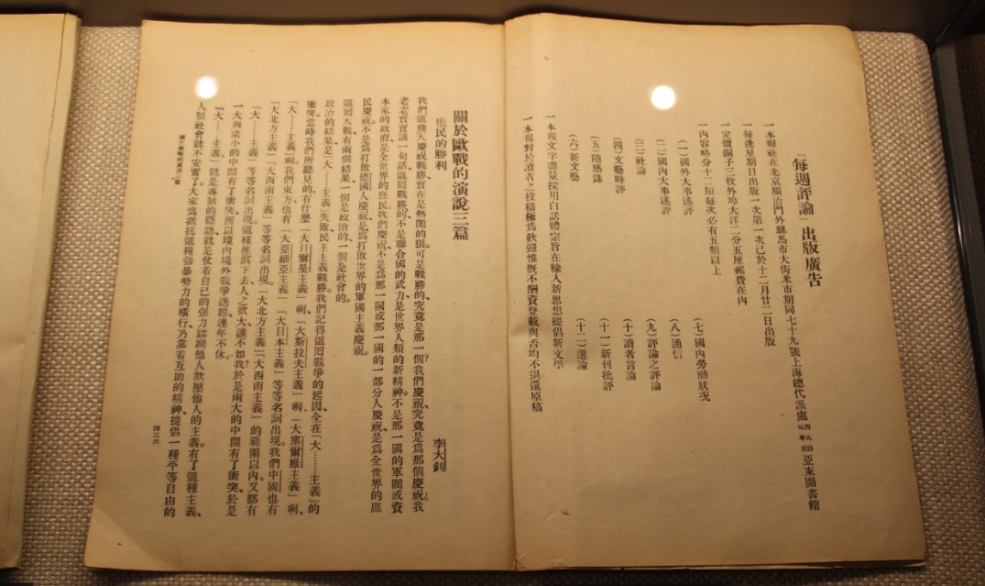 「每週評論」出版廣告
一本報社在北京順治門外騾馬市大街米市胡同七十九號上海總代派處 亞東圖書館
一每逢星期日出版一次第一次已於十二月廿二日出版
一定價銅子三枚外埠大洋二分五厘郵費在內
一內容略分十二類每次必有五類以上
(一)國外大事述評
(二)國內大事述評
(三)社論
(四)文藝時評
(五)隨感錄
(六)新文藝
(七)國內勞動狀况
(八)通信
(九)評論之評論
(十)讀者言論
(十一)新刊批評
(十二)選論
一本報文字盡量採用白話體宗旨在輸入新思想提倡新文學
一本報對於讀者之投稿極爲歡迎惟旣不酬資登載與否均不退還原稿
關於歐戰的演說三篇
庶民的勝利
李大釗
我們這幾天慶祝戰勝實在是熱鬧的狠可是戰勝的究竟是那一個我們慶祝究竟是爲那個慶祝我
老老實實講一句話這回戰勝的不是聯合國的武力是世界人類的新精神不是那一國的軍閥或資
本家的政府是全世界的庶民我們慶祝不是爲那一國或那一國的一部分人慶祝是爲全世界的庶
民慶祝不是爲打敗德國人慶祝是爲打敗世界的軍國主義慶祝。
這回大戰有兩個結果一個是政治的一個是社會的
政治的結果是「大……主義」失敗民主主義戰勝我們記得這回戰爭的起因全在「大……主義」的
衝突當時我們所聽見的有什麼「大日爾曼主義」咧「大斯拉夫主義」咧「大塞爾維主義」咧、
「大……主義」咧。我們東方也有「大亞細亞主義」「大日本主義」等等名詞出現。我們中國也有
「大北方主義」「大西南主義」等等名詞出現。「大北方主義」「大西南主義」的範圍以內又都有
「大……主義」等等名詞出現。這樣推演下去人之欲大誰不如我於是兩大的中間有了衝突於是
一大與衆小的中間有了衝突所以境內境外戰爭迭起連年不休。
「大……主義」就是專制的隱語就是仗着自己的强力蹂躪他人欺壓他人的主義有了這種主義、
人類社會就不安寧了。大家爲抵抗這種强暴勢力的橫行乃靠着互助的精神提倡一種平等自由的
四三六